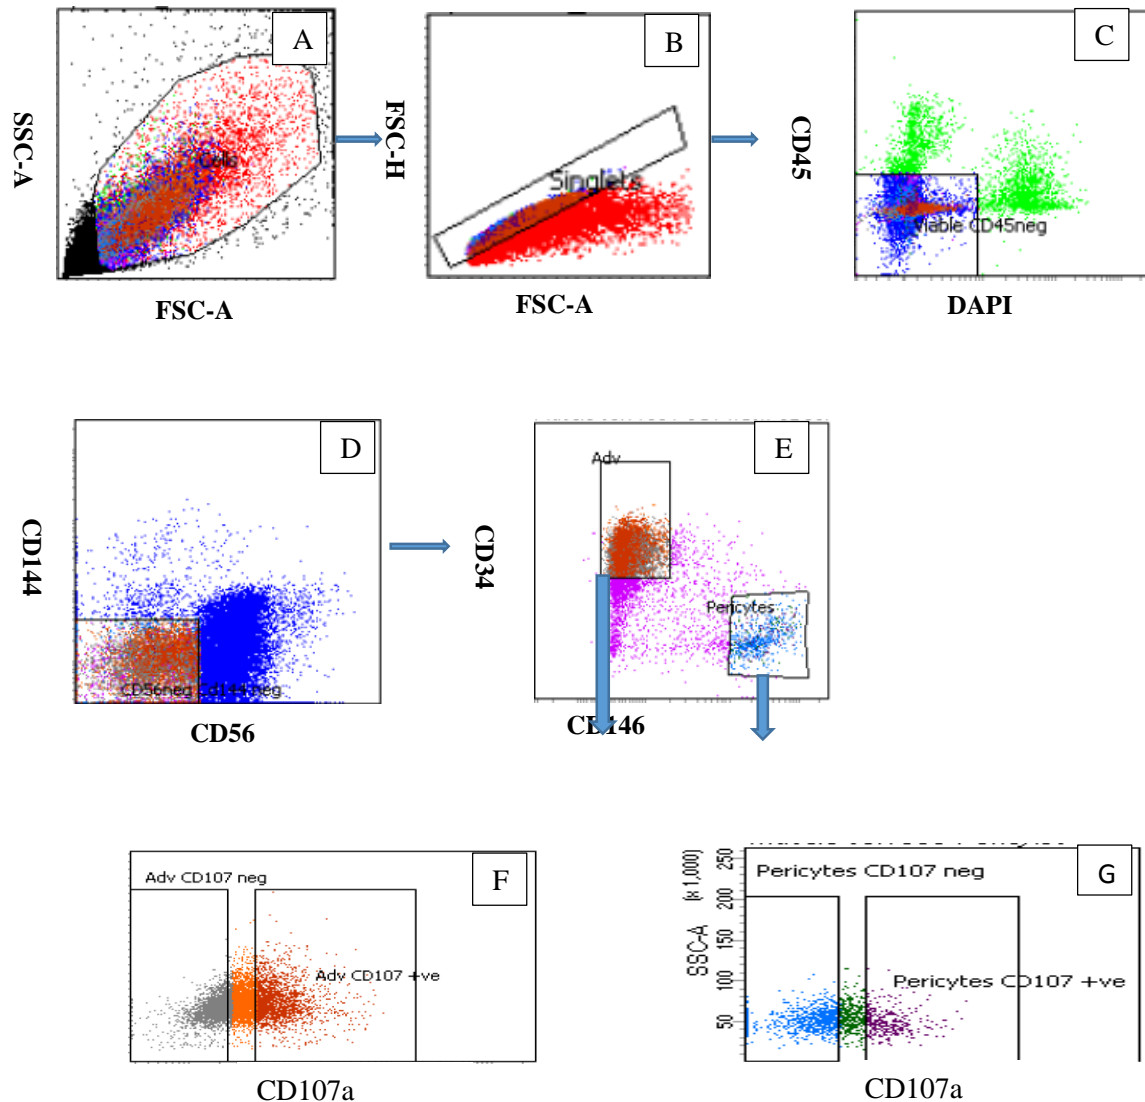 A
SSC-A
Cells
FSC-A
B
FSC-H
Singlets
FSC-A
C
CD45
Viable CD45neg
DAPI
D
CD144
CD56neg Cd144 neg
CD56
E
Adv
CD34
Pericytes
CD146
F
Adv CD107 neg
Adv CD107 +ve
CD107a
G
SSC-A (x 1,000)
250
200
150
100
50
Pericytes CD107 neg
Pericytes CD107 +ve
CD107a